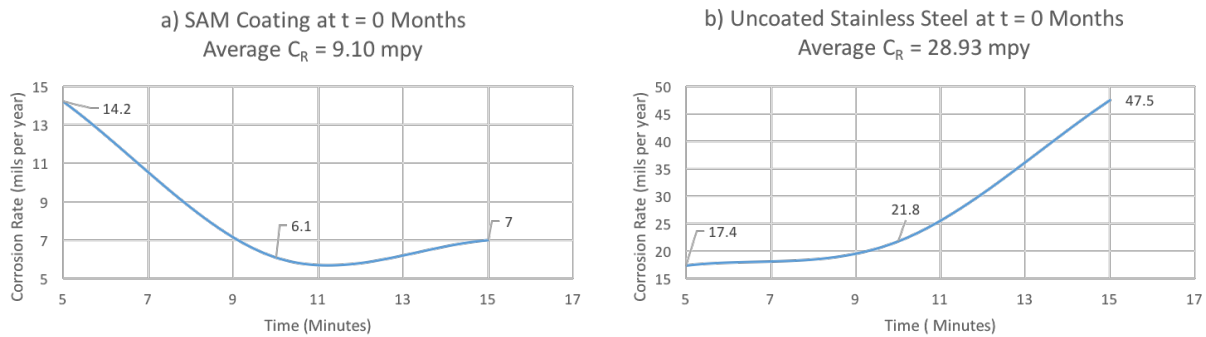 a) SAM Coating at t = 0 Months
Average CR = 9.10 mpy
Corrosion Rate (mils per year)
15
13
11
9
7
5
14.2
6.1
7
5 7 9 11 13 15 17
Time (Minutes)
b) Uncoated Stainless Steel at t = 0 Months
Average CR = 28.93 mpy
Corrosion Rate (mils per year)
50
45
40
35
30
25
20
15
17.4
21.8
47.5
5 7 9 11 13 15 17
Time ( Minutes)